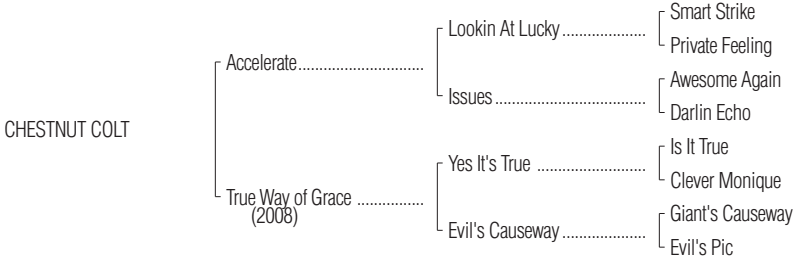 Smart Strike
Lookin At Lucky....................
Private Feeling
Accelerate..............................
Awesome Again
Issues....................................
Darlin Echo
CHESTNUT COLT
Is It True
Yes It's True ..........................
Clever Monique
True Way of Grace ................
(2008)
Giant's Causeway
Evil's Causeway....................
Evil's Pic